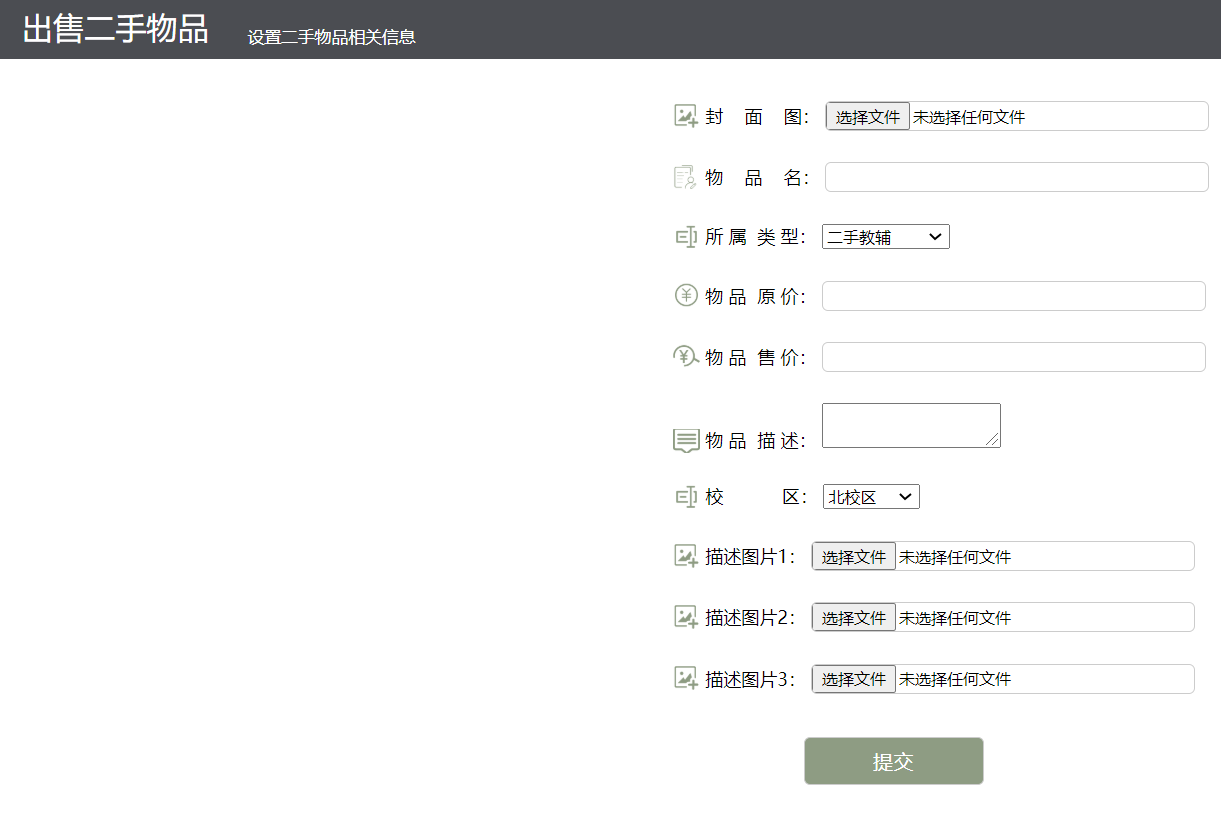 出售二手物品 设置二手物品相关信息
封 面 图： 选择文件 未选择任何文件
物 品 名：
所 属 类 型： 二手教辅
物 品 原 价：
物 品 售 价：
物 品 描 述：
校 区： 北校区
描述图片1： 选择文件 未选择任何文件
描述图片2： 选择文件 未选择任何文件
描述图片3： 选择文件 未选择任何文件
提交